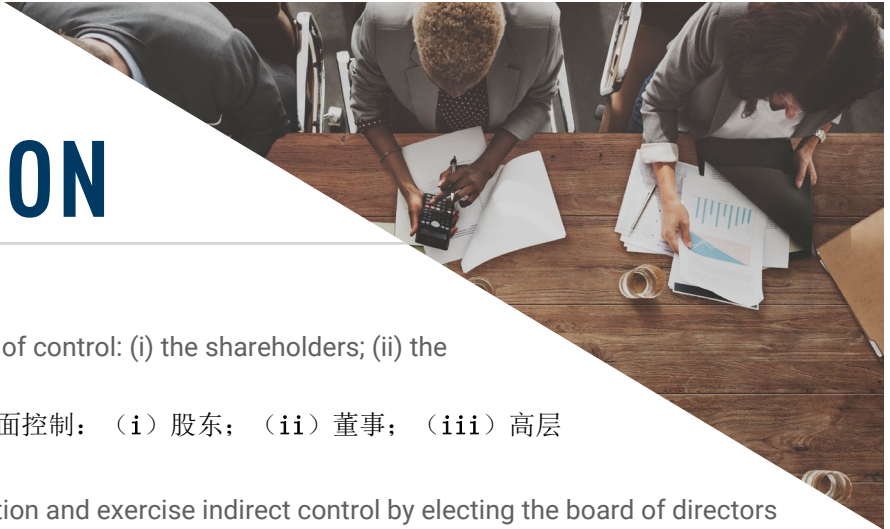 ON
of control: (i) the shareholders; (ii) the
面控制：（i）股东；（ii）董事；（iii）高层
tion and exercise indirect control by electing the board of directors